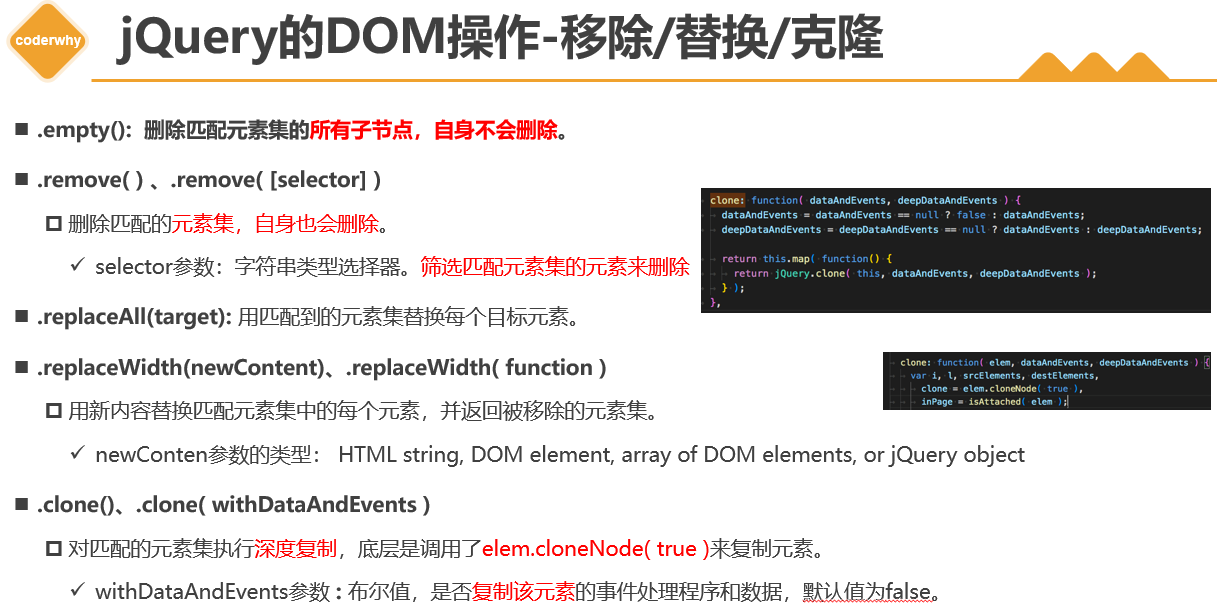 coderwhy
jQuery的DOM操作-移除/替换/克隆
.empty(): 删除匹配元素集的所有子节点，自身不会删除。
.remove( ) 、.remove( [selector] )
删除匹配的元素集，自身也会删除。
selector参数：字符串类型选择器。筛选匹配元素集的元素来删除
.replaceAll(target): 用匹配到的元素集替换每个目标元素。
.replaceWidth(newContent)、.replaceWidth( function )
用新内容替换匹配元素集中的每个元素，并返回被移除的元素集。
newConten参数的类型： HTML string, DOM element, array of DOM elements, or jQuery object
.clone()、.clone( withDataAndEvents )
对匹配的元素集执行深度复制，底层是调用了elem.cloneNode( true )来复制元素。
withDataAndEvents参数 : 布尔值，是否复制该元素的事件处理程序和数据，默认值为false。
clone: function( dataAndEvents, deepDataAndEvents ) {
dataAndEvents = dataAndEvents == null ? false : dataAndEvents;
deepDataAndEvents = deepDataAndEvents == null ? dataAndEvents : deepDataAndEvents;
return this.map( function() {
return jQuery.clone( this, dataAndEvents, deepDataAndEvents );
} );
},
clone: function( elem, dataAndEvents, deepDataAndEvents ) {
var i, l, srcElements, destElements,
clone = elem.cloneNode( true ),
inPage = isAttached( elem );